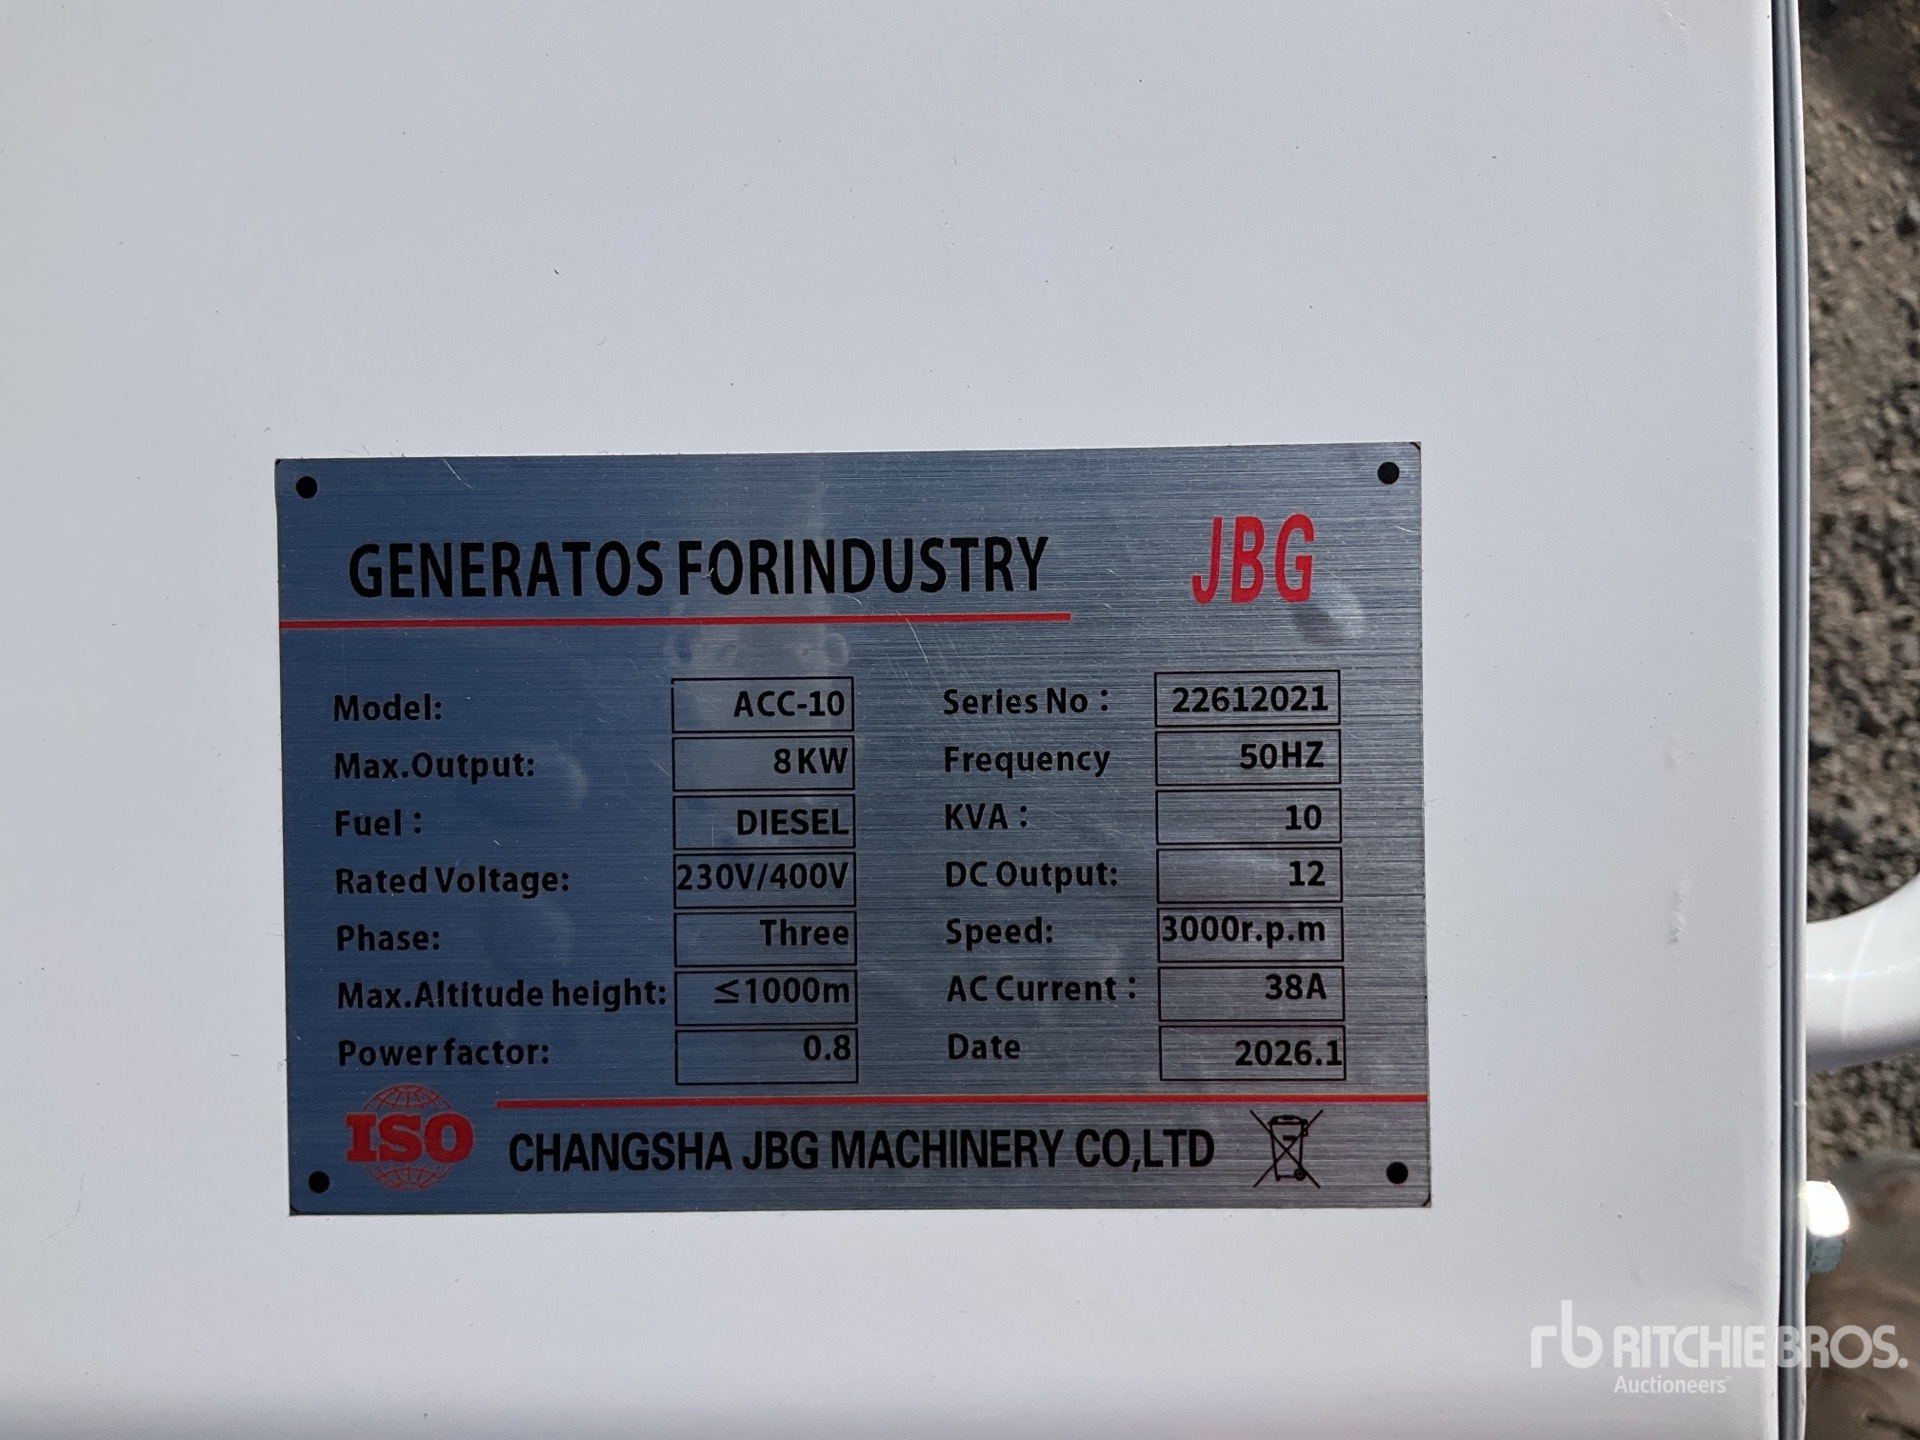 GENERATOS FORINDUSTRY JBG
Model: ACC-10 Series No： 22612021
Max.Output: 8KW Frequency 50HZ
Fuel： DIESEL KVA： 10
Rated Voltage: 230V/400V DC Output: 12
Phase: Three Speed: 3000r.p.m
Max.Altitude height: ≤1000m AC Current： 38A
Power factor: 0.8 Date 2026.1
ISO CHANGSHA JBG MACHINERY CO,LTD
rb RITCHIE BROS.
Auctioneers